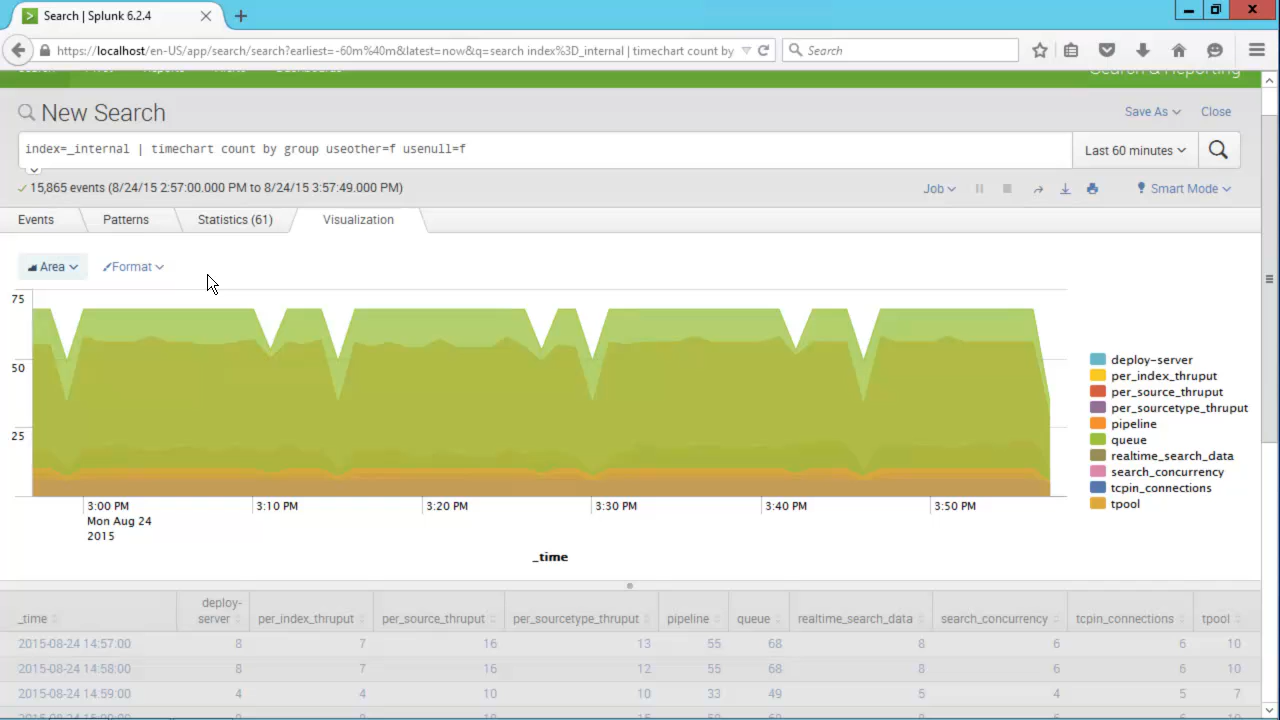 Search | Splunk 6.2.4
https://localhost/en-US/app/search/search?earliest=-60m%40m&latest=now&q=search index%3D_internal | timechart count by
Search
Search & Reporting
New Search
Save As
Close
index=_internal | timechart count by group useother=f usenull=f
Last 60 minutes
15,865 events (8/24/15 2:57:00.000 PM to 8/24/15 3:57:49.000 PM)
Job
Smart Mode
Events
Patterns
Statistics (61)
Visualization
Area
Format
75
50
25
deploy-server
per_index_thruput
per_source_thruput
per_sourcetype_thruput
pipeline
queue
realtime_search_data
search_concurrency
tcpin_connections
tpool
3:00 PM
Mon Aug 24
2015
3:10 PM
3:20 PM
3:30 PM
3:40 PM
3:50 PM
_time
_time deploy-server per_index_thruput per_source_thruput per_sourcetype_thruput pipeline queue realtime_search_data search_concurrency tcpin_connections tpool
2015-08-24 14:57:00 8 7 16 13 55 68 8 6 6 10
2015-08-24 14:58:00 8 7 16 12 55 68 8 6 6 10
2015-08-24 14:59:00 4 4 10 10 33 49 5 4 5 7